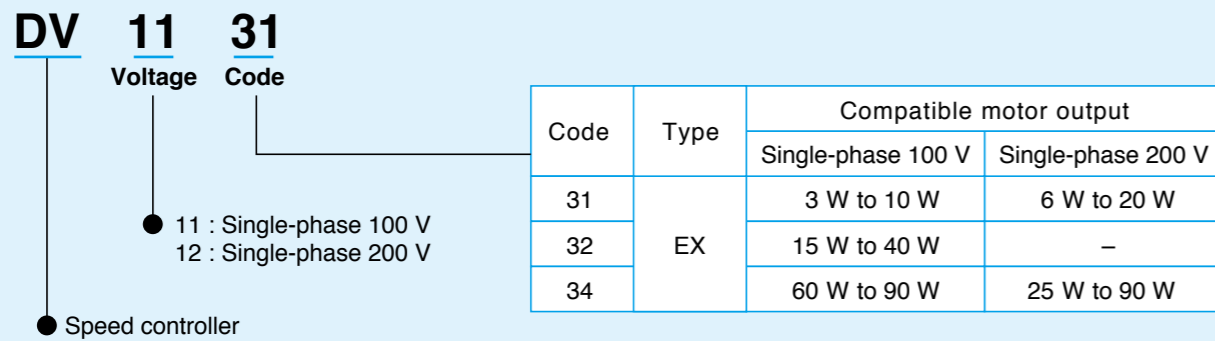 DV 11 31
Voltage Code
Code Type Compatible motor output
Single-phase 100 V Single-phase 200 V
31 EX 3 W to 10 W 6 W to 20 W
32 15 W to 40 W –
34 60 W to 90 W 25 W to 90 W
11 : Single-phase 100 V
12 : Single-phase 200 V
Speed controller